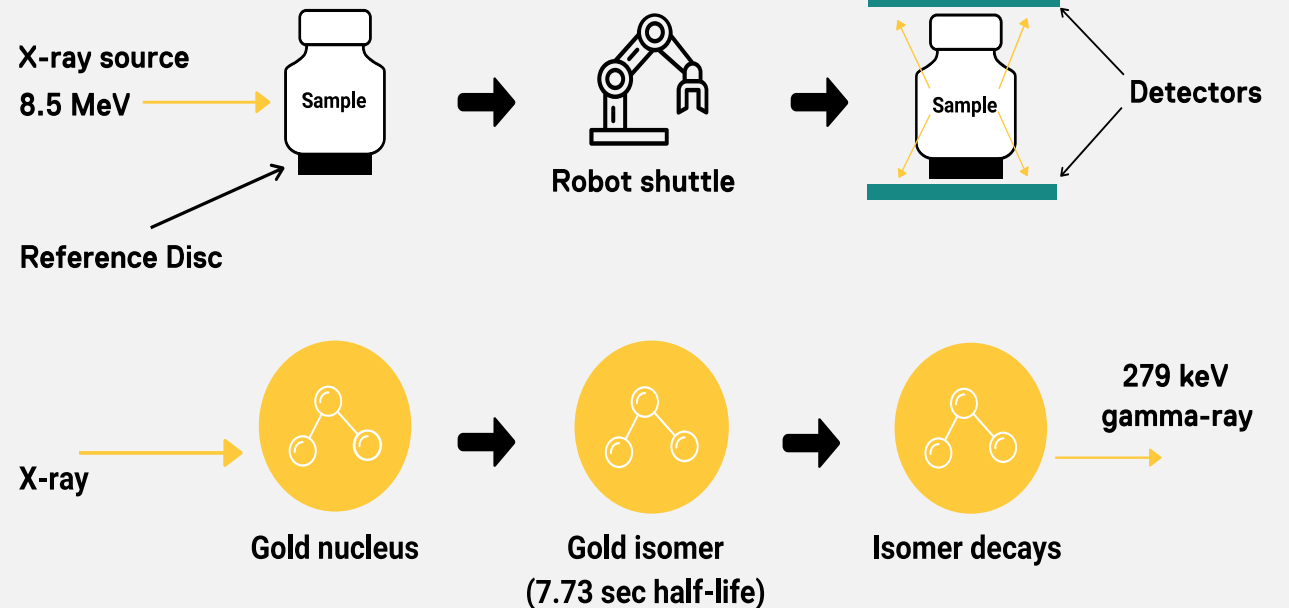 X-ray source
8.5 MeV
Sample
Reference Disc
Robot shuttle
Sample
Detectors
X-ray
Gold nucleus
Gold isomer
(7.73 sec half-life)
Isomer decays
279 keV
gamma-ray